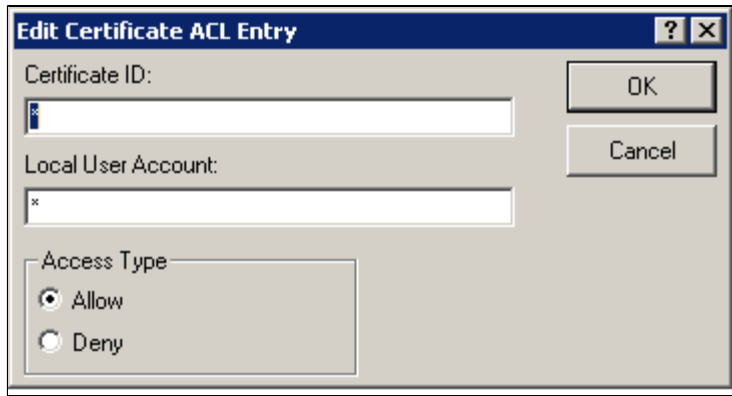 Edit Certificate ACL Entry
Certificate ID:
OK
*
Cancel
Local User Account:
*
Access Type
Allow
Deny